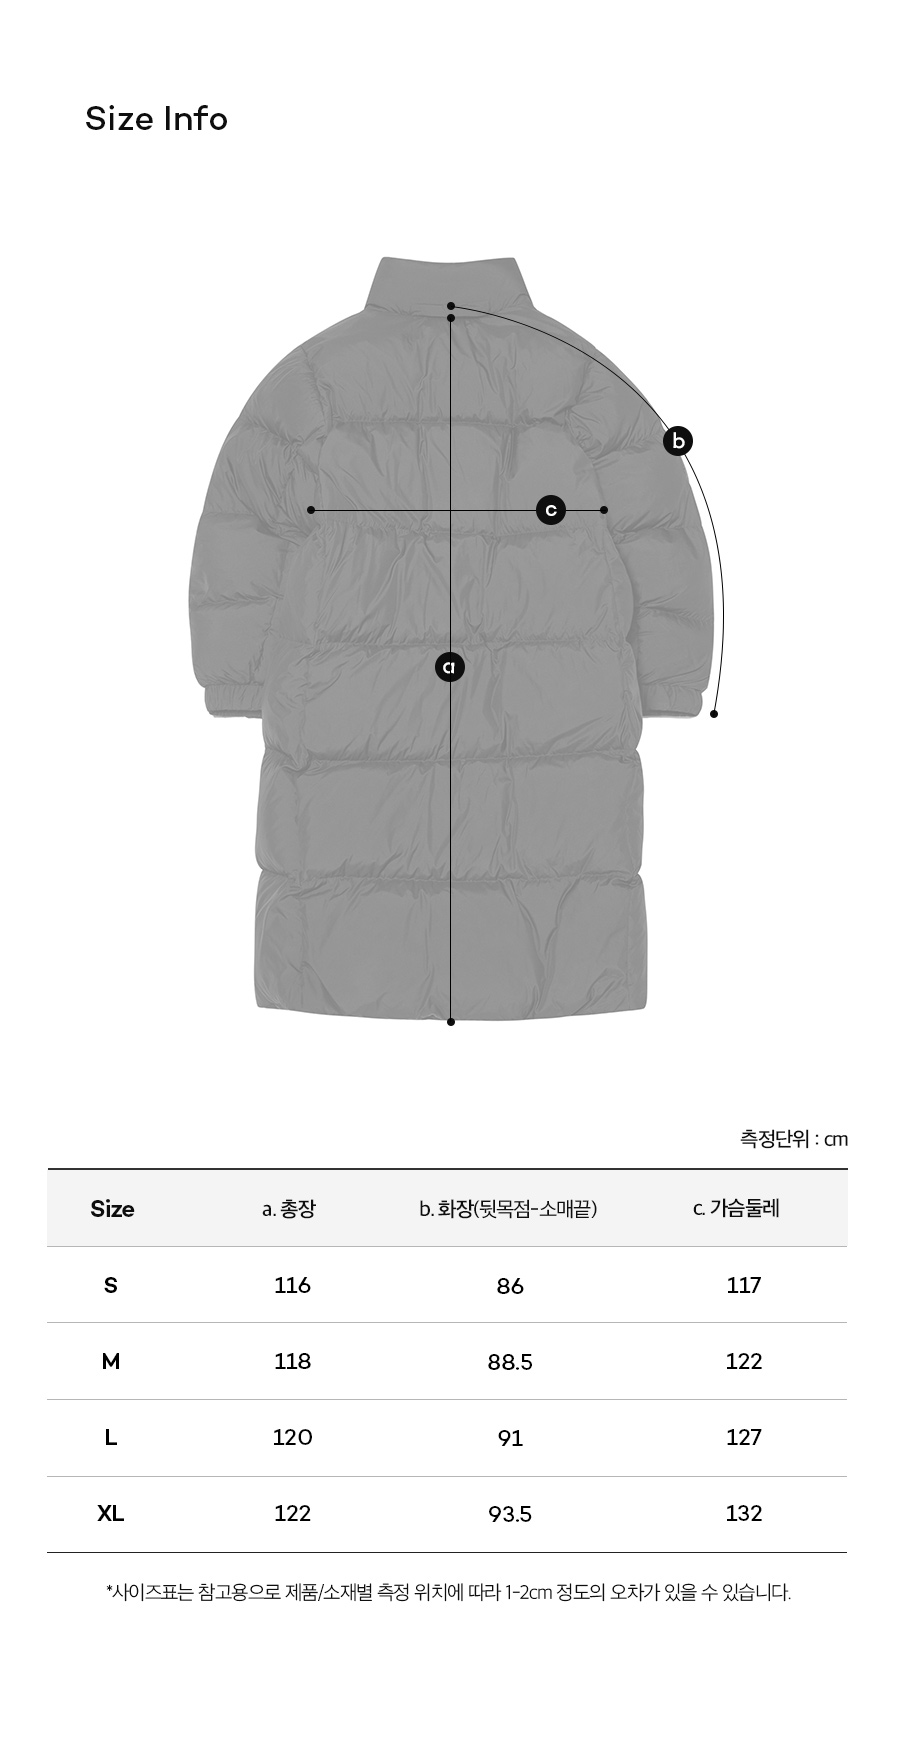 Size Info
b
c
a
측정단위 : cm
Size a. 총장 b. 화장(뒷목점-소매끝) c. 가슴둘레
S 116 86 117
M 118 88.5 122
L 120 91 127
XL 122 93.5 132
*사이즈표는 참고용으로 제품/소재별 측정 위치에 따라 1-2cm 정도의 오차가 있을 수 있습니다.